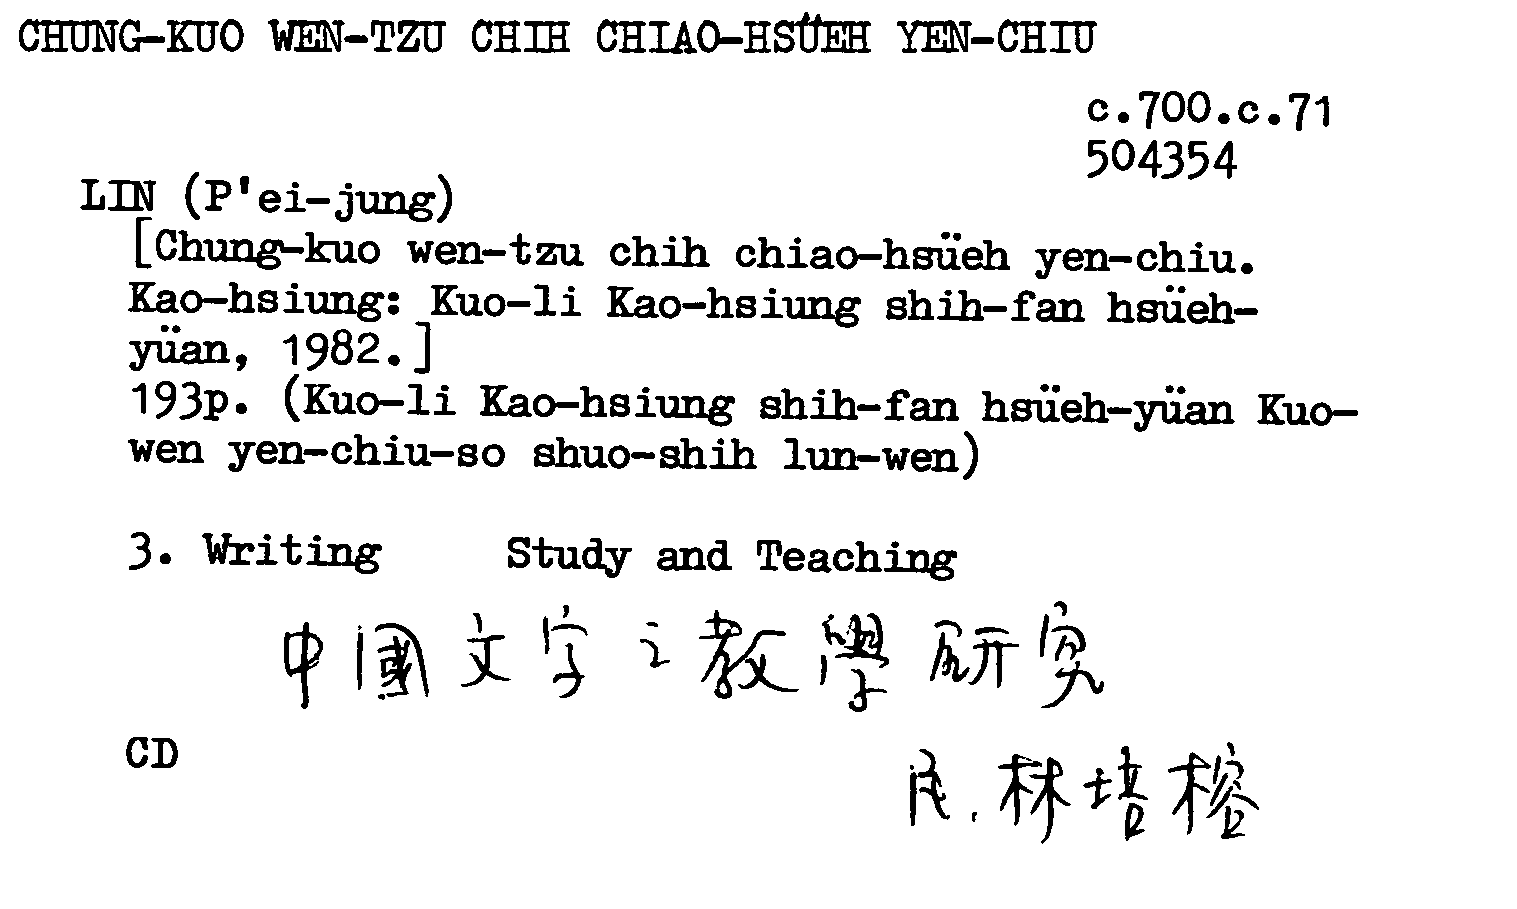 CHUNG-KUO WEN-TZU CHIH CHIAO-HSÜEH YEN-CHIU
c.700.c.71
504354
LIN (P'ei-jung)
[Chung-kuo wen-tzu chih chiao-hsüeh yen-chiu.
Kao-hsiung: Kuo-li Kao-hsiung shih-fan hsüeh-
yüan, 1982.]
193p. (Kuo-li Kao-hsiung shih-fan hsüeh-yüan Kuo-
wen yen-chiu-so shuo-shih lun-wen)
3. Writing Study and Teaching
中國文字之教學研究
CD
民.林培榕